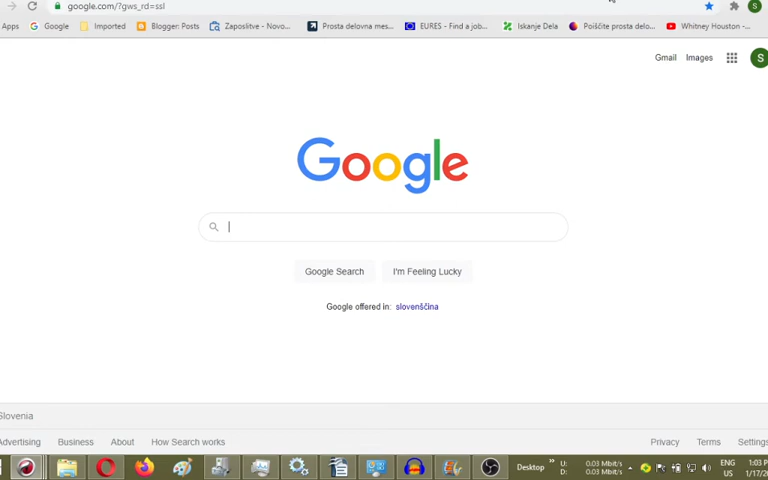 google.com/?gws_rd=ssl
Apps Google Imported Blogger: Posts Zaposlitve - Novo... Prosta delovna mes... EURES - Find a job... Iskanje Dela Poiščite prosta delo... Whitney Houston -...
S
Gmail Images S
Google
Google Search I'm Feeling Lucky
Google offered in: slovenščina
Slovenia
Advertising Business About How Search works Privacy Terms Settings
Desktop
U: 0.03 Mbit/s
D: 0.03 Mbit/s
ENG
US
1:03 P
1/17/20